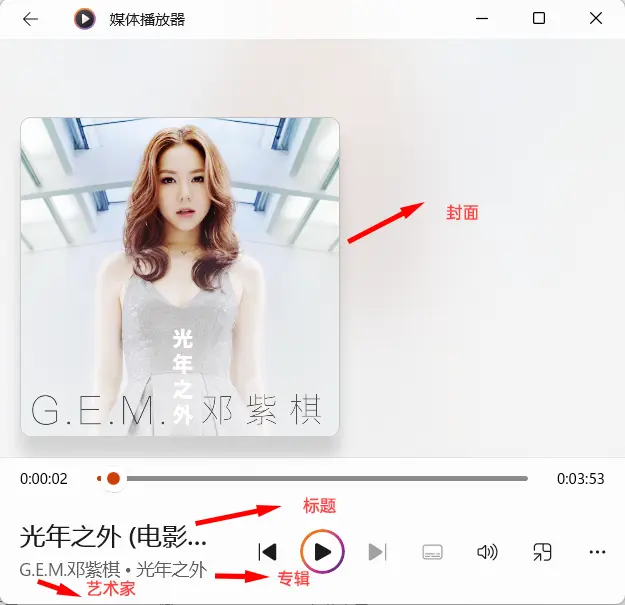 媒体播放器
封面
光年之外
G.E.M. 邓紫棋
0:00:02
0:03:53
标题
光年之外 (电影...
G.E.M.邓紫棋 • 光年之外
专辑
艺术家